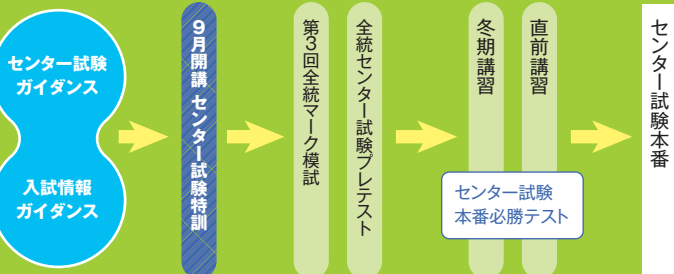 センター試験
ガイダンス
入試情報
ガイダンス
9月開講 センター試験特訓
第3回全統マーク模試
全統センター試験プレテスト
冬期講習
直前講習
センター試験
本番必勝テスト
センター試験本番